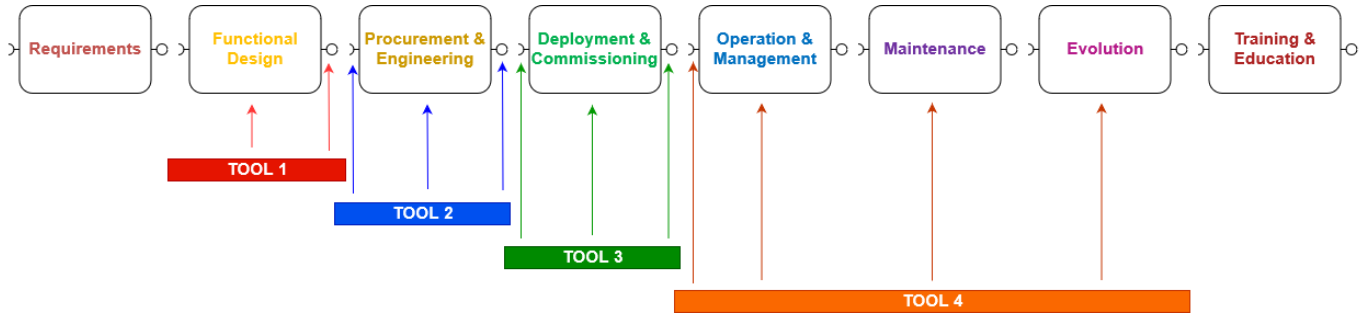 Requirements
Functional
Design
Procurement &
Engineering
Deployment &
Commissioning
Operation &
Management
Maintenance
Evolution
Training &
Education
TOOL 1
TOOL 2
TOOL 3
TOOL 4